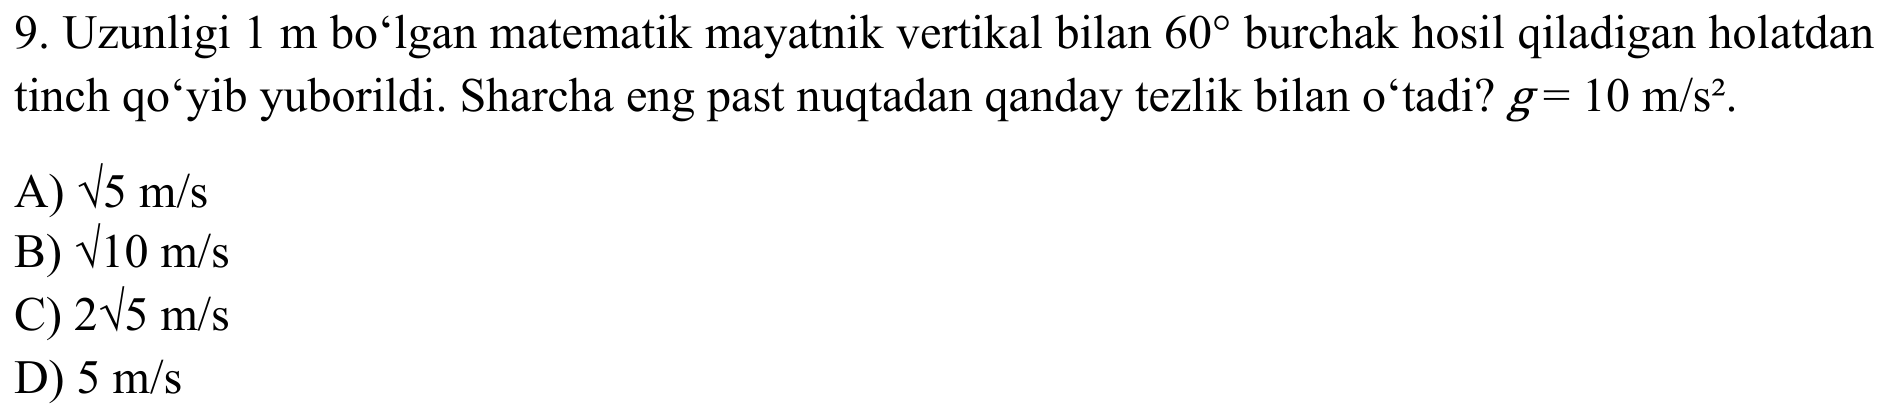 9. Uzunligi 1 m bo‘lgan matematik mayatnik vertikal bilan 60° burchak hosil qiladigan holatdan
tinch qo‘yib yuborildi. Sharcha eng past nuqtadan qanday tezlik bilan o‘tadi? g= 10 m/s².
A) √5 m/s
B) √10 m/s
C) 2√5 m/s
D) 5 m/s